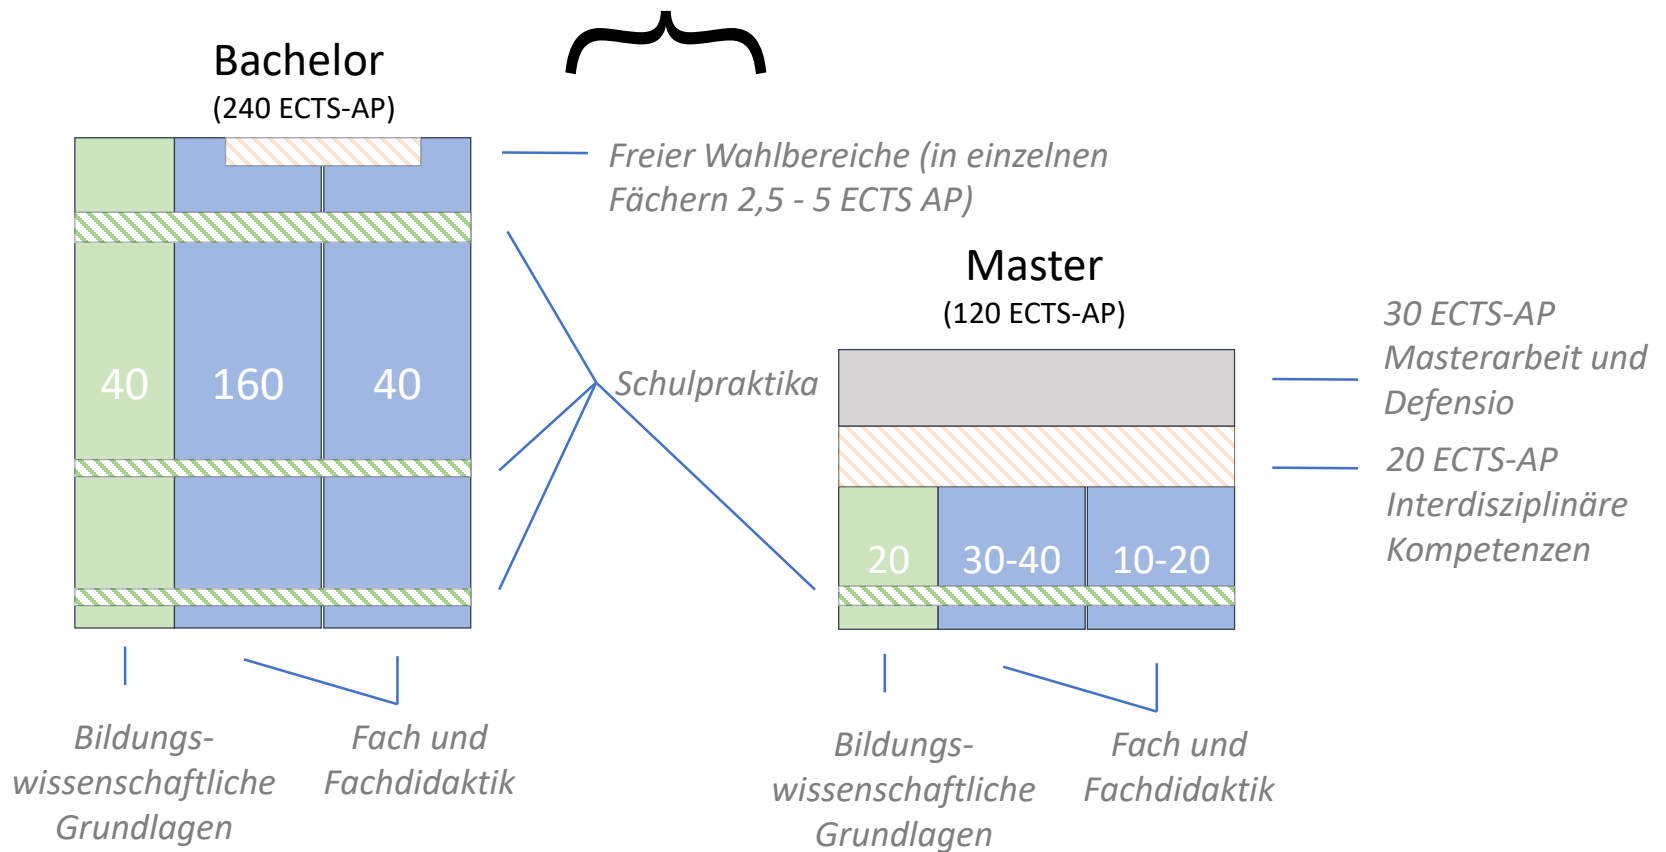 Bachelor
(240 ECTS-AP)
Freier Wahlbereiche (in einzelnen
Fächern 2,5 - 5 ECTS AP)
40
160
40
Schulpraktika
Bildungs-
wissenschaftliche
Grundlagen
Fach und
Fachdidaktik
Master
(120 ECTS-AP)
30 ECTS-AP
Masterarbeit und
Defensio
20 ECTS-AP
Interdisziplinäre
Kompetenzen
20
30-40
10-20
Bildungs-
wissenschaftliche
Grundlagen
Fach und
Fachdidaktik